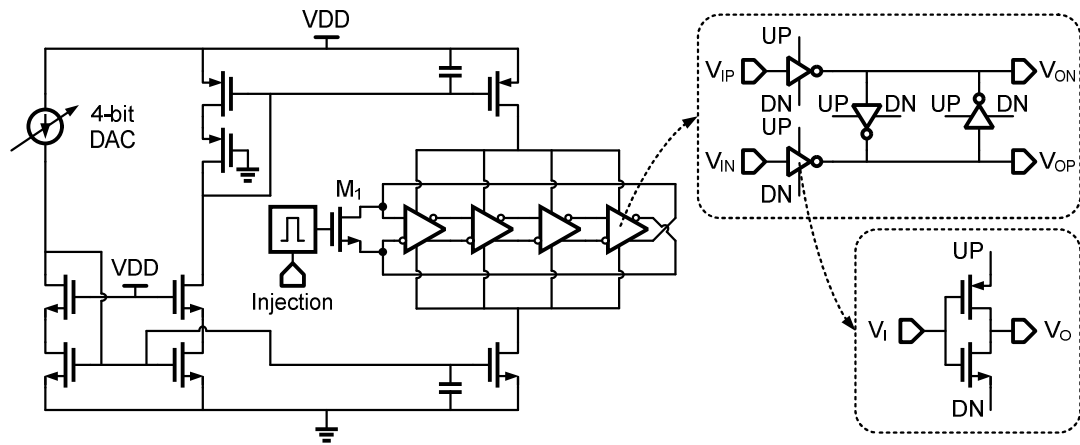 VDD
4-bit
DAC
M1
Injection
VDD
UP
VIP
DN
UP
VIN
DN
UP
DN
UP
DN
VON
VOP
UP
VI
VO
DN